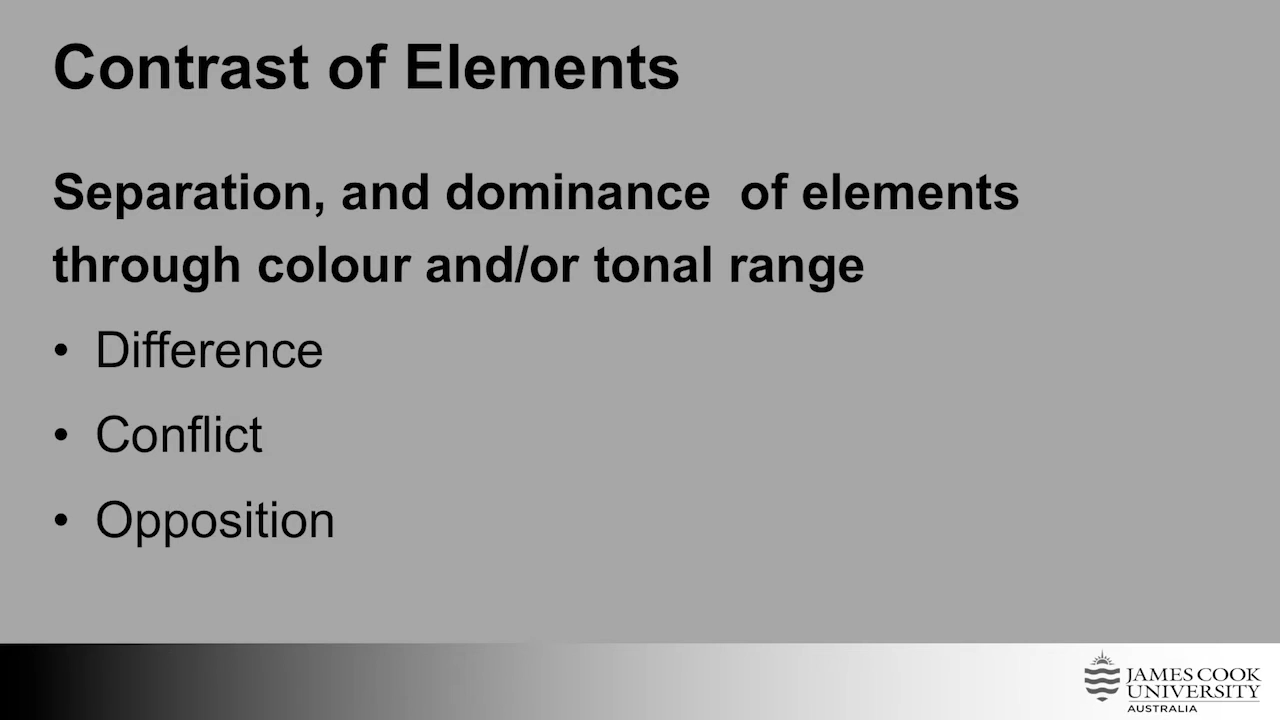 Contrast of Elements
Separation, and dominance  of elements
through colour and/or tonal range
• Difference
• Conflict
• Opposition
JAMES COOK
UNIVERSITY
AUSTRALIA